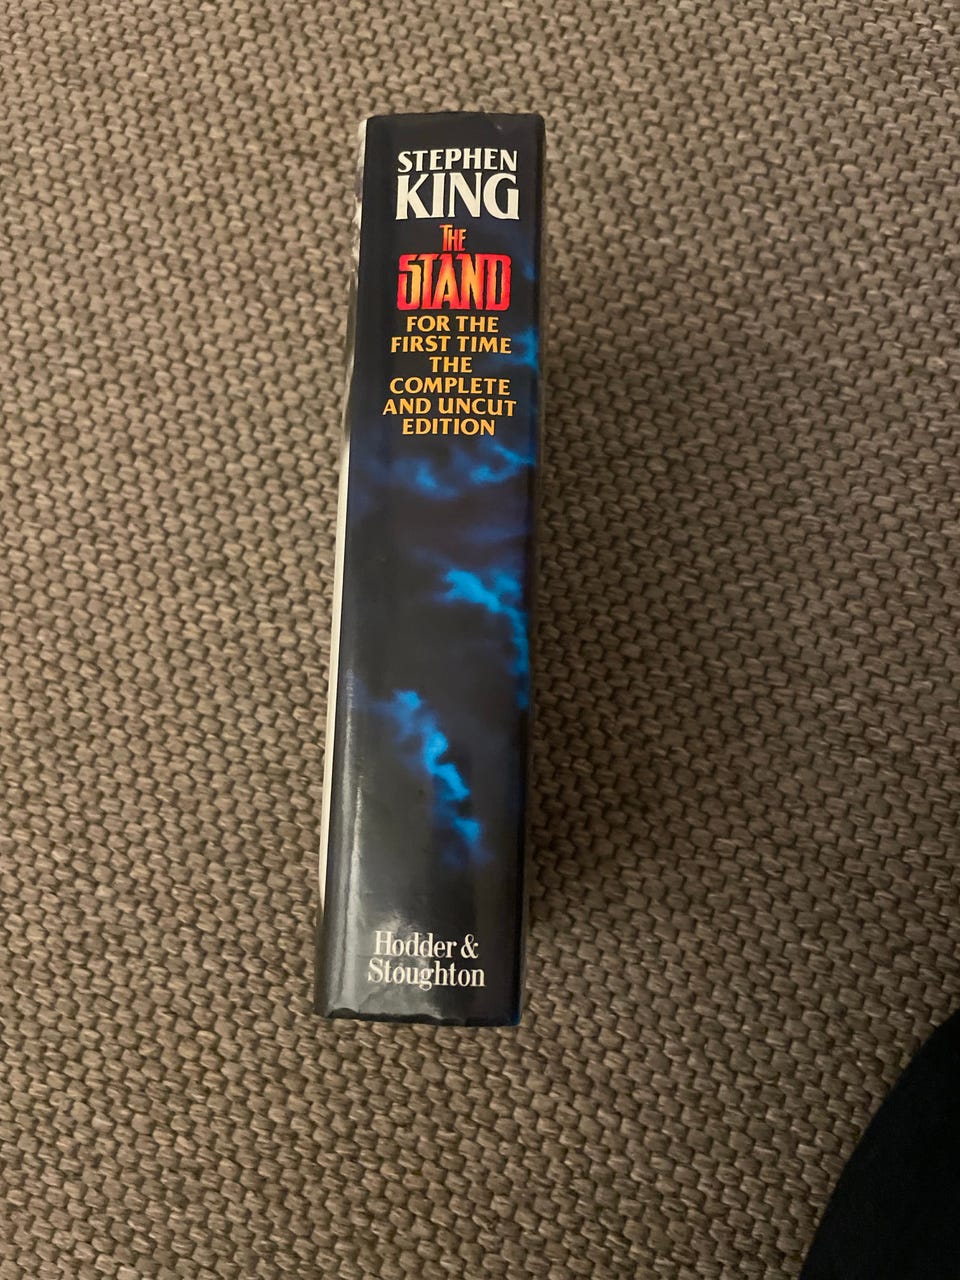 STEPHEN
KING
THE
STAND
FOR THE
FIRST TIME
THE
COMPLETE
AND UNCUT
EDITION
Hodder &
Stoughton